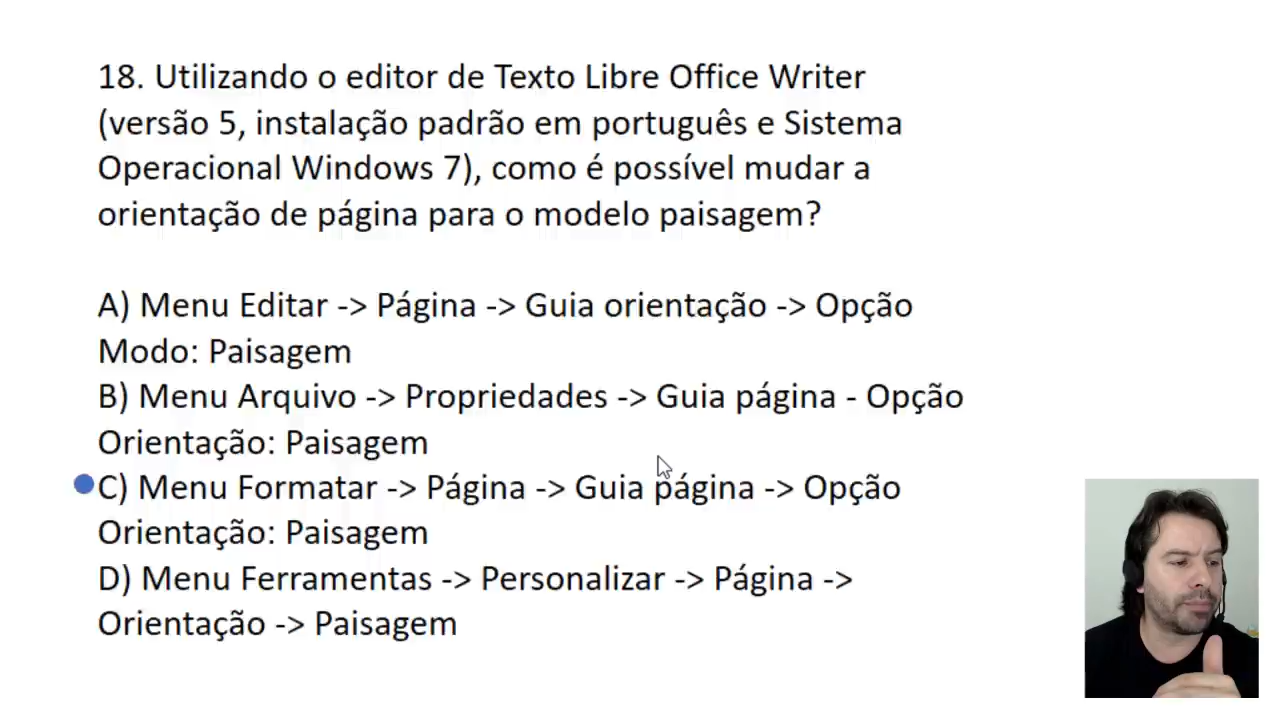 18. Utilizando o editor de Texto Libre Office Writer
(versão 5, instalação padrão em português e Sistema
Operacional Windows 7), como é possível mudar a
orientação de página para o modelo paisagem?
A) Menu Editar -> Página -> Guia orientação -> Opção
Modo: Paisagem
B) Menu Arquivo -> Propriedades -> Guia página - Opção
Orientação: Paisagem
C) Menu Formatar -> Página -> Guia página -> Opção
Orientação: Paisagem
D) Menu Ferramentas -> Personalizar -> Página ->
Orientação -> Paisagem